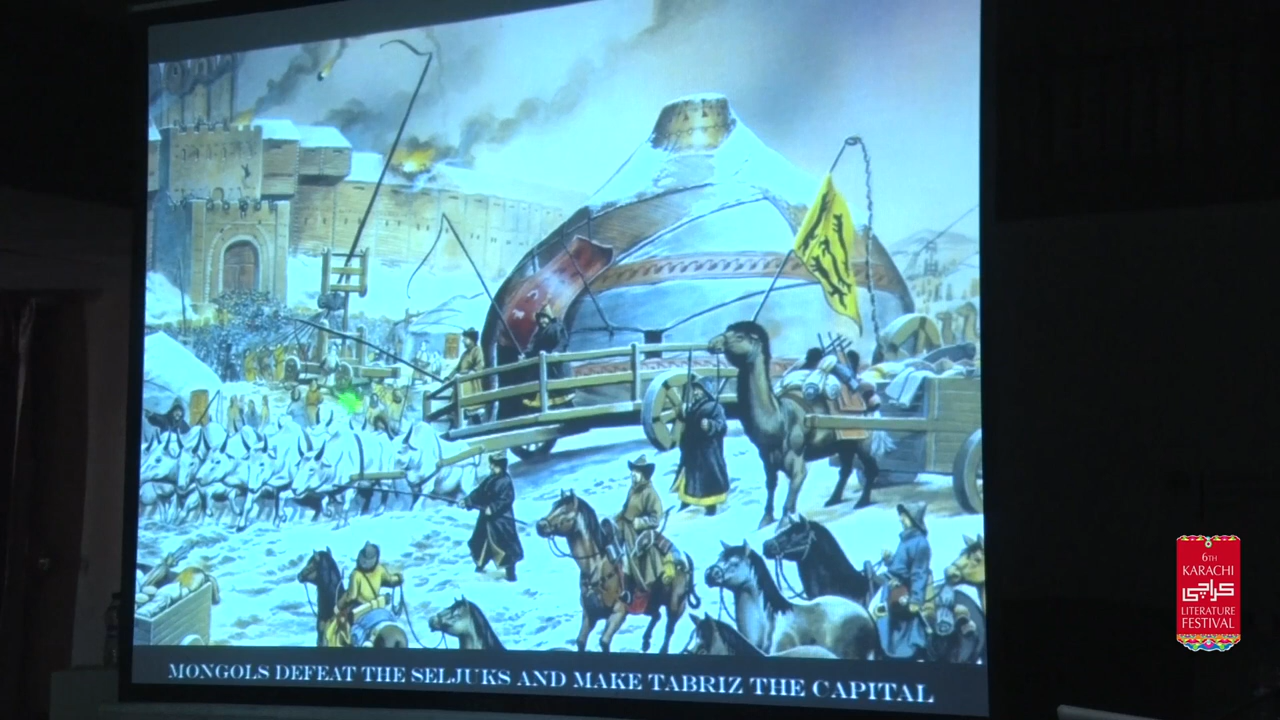 MONGOLS DEFEAT THE SELJUKS AND MAKE TABRIZ THE CAPITAL
6TH
KARACHI
کراچی
LITERATURE
FESTIVAL